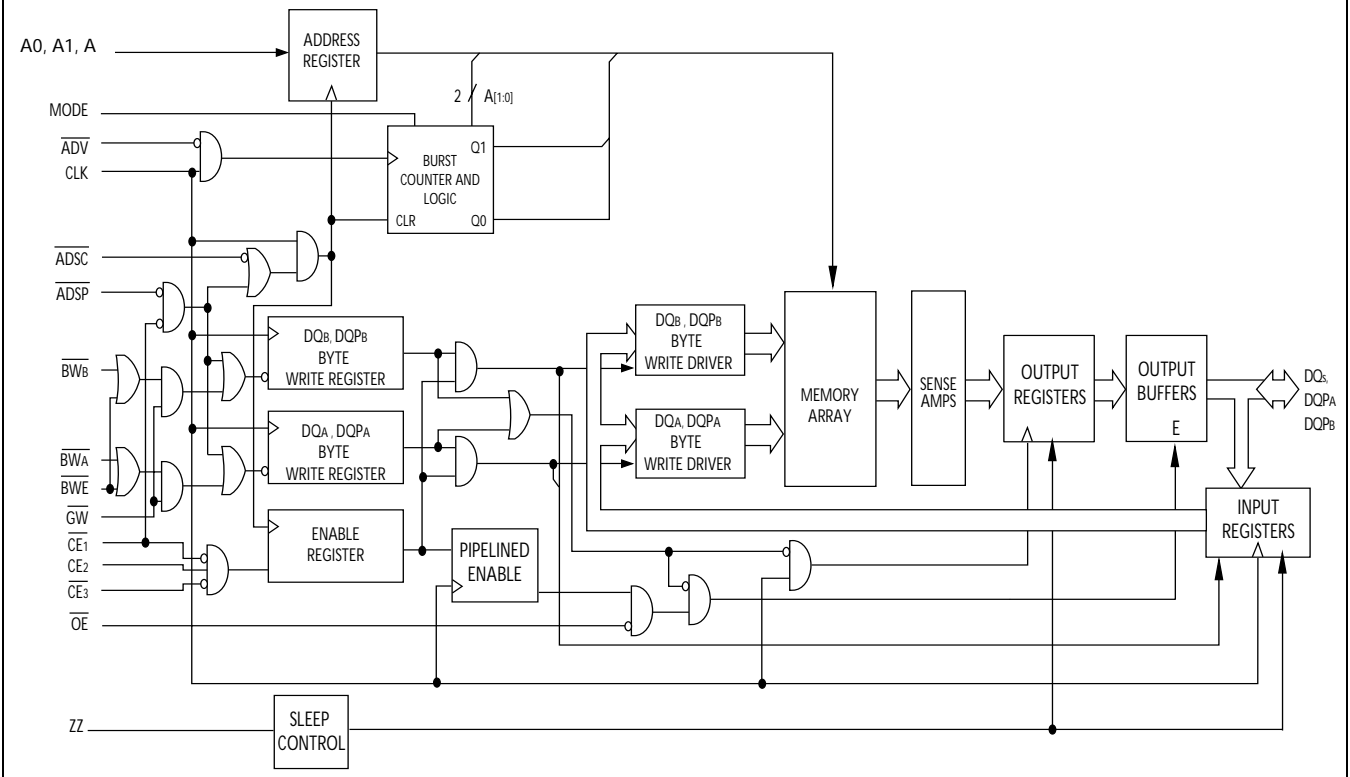 A0, A1, A
ADDRESS
REGISTER
2
A[1:0]
MODE
ADV
CLK
BURST
COUNTER AND
LOGIC
Q1
CLR
Q0
ADSC
ADSP
DQB, DQPB
BYTE
WRITE REGISTER
DQB, DQPB
BYTE
WRITE DRIVER
MEMORY
ARRAY
SENSE
AMPS
OUTPUT
REGISTERS
OUTPUT
BUFFERS
E
DQs,
DQPA
DQPB
BWB
DQA, DQPA
BYTE
WRITE REGISTER
DQA, DQPA
BYTE
WRITE DRIVER
BWA
BWE
GW
CE1
CE2
CE3
ENABLE
REGISTER
PIPELINED
ENABLE
INPUT
REGISTERS
OE
ZZ
SLEEP
CONTROL